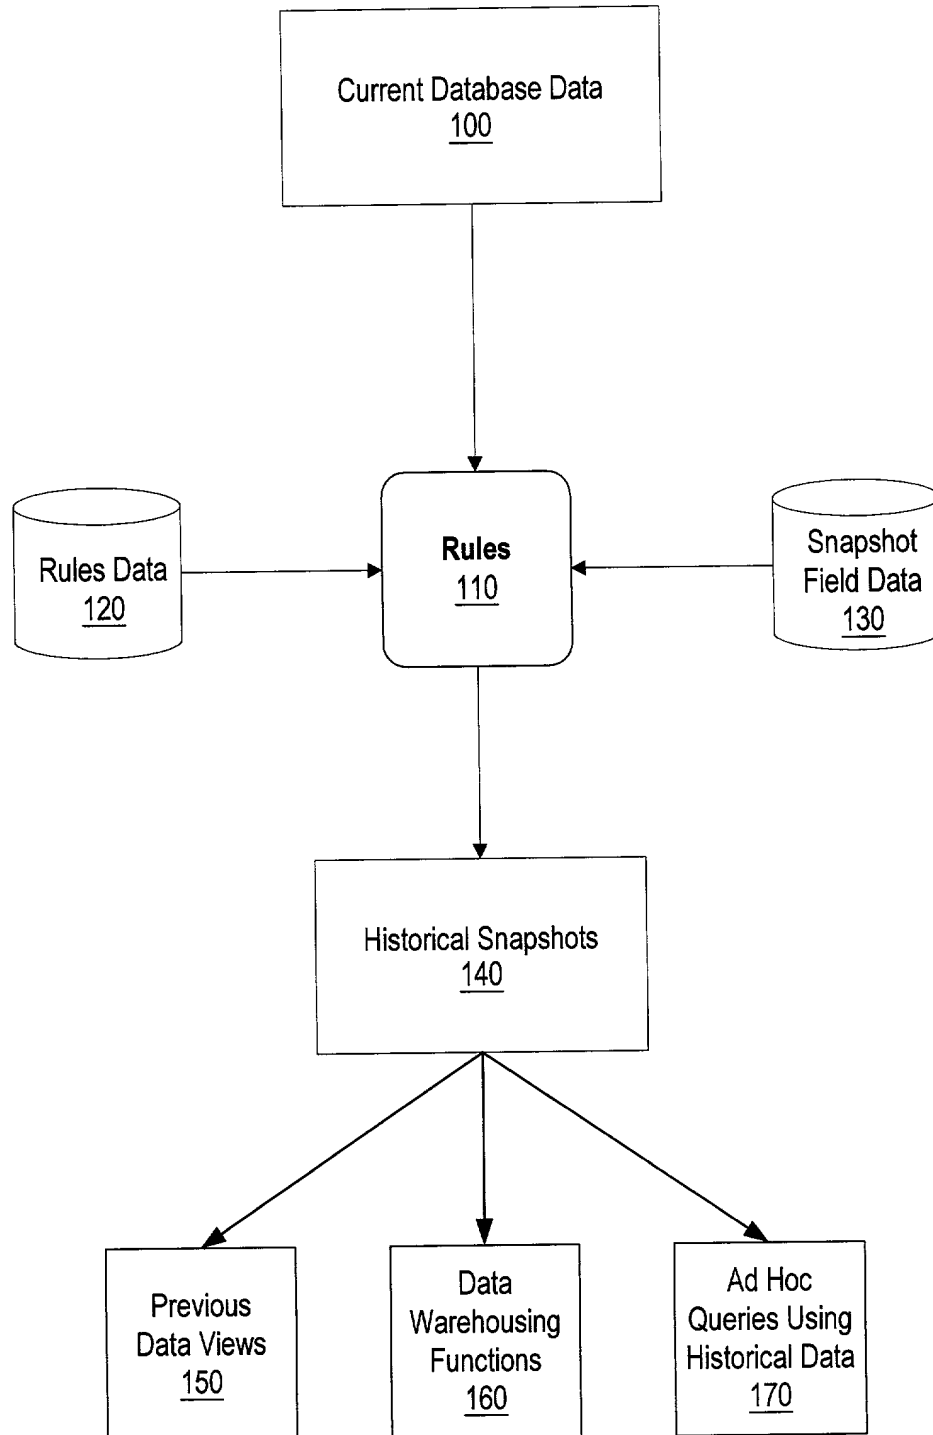 Current Database Data
100
Rules
110
Rules Data
120
Snapshot
Field Data
130
Historical Snapshots
140
Previous
Data Views
150
Data
Warehousing
Functions
160
Ad Hoc
Queries Using
Historical Data
170